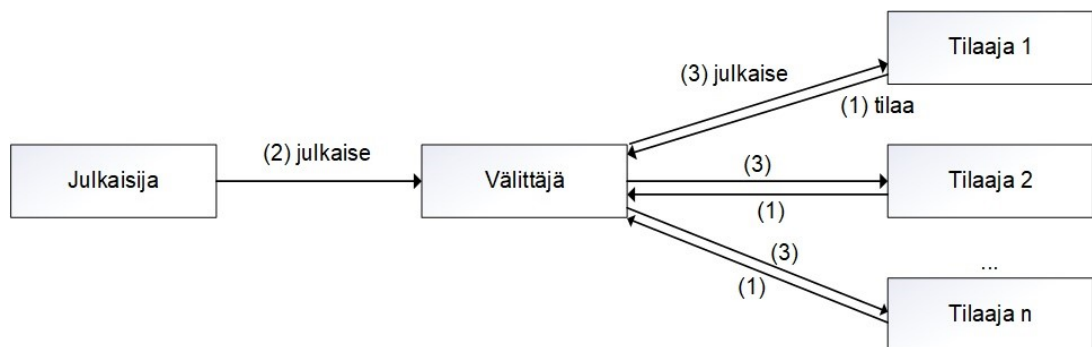 Tilaaja 1
(3) julkaise
(1) tilaa
(2) julkaise
Julkaisija
Välittäjä
(3)
Tilaaja 2
(1)
...
(3)
(1)
Tilaaja n